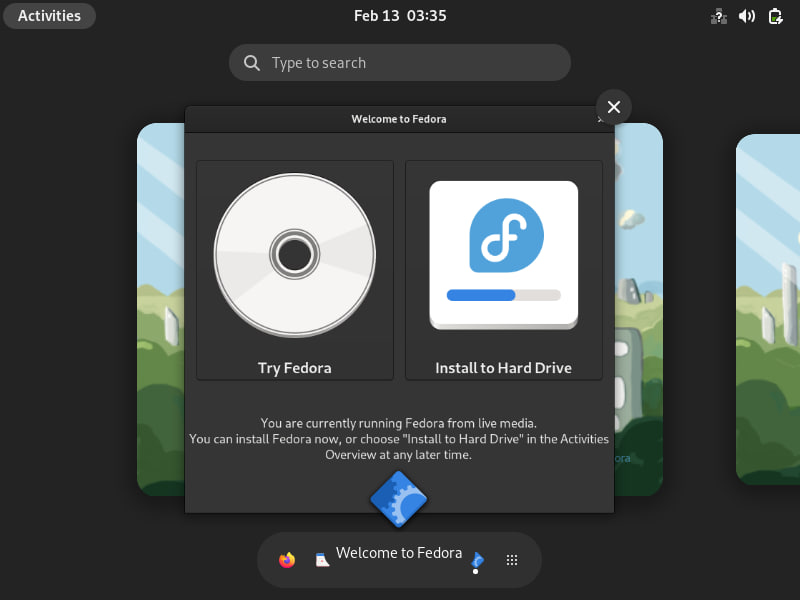 Activities
Feb 13 03:35
Type to search
Welcome to Fedora
Try Fedora
Install to Hard Drive
You are currently running Fedora from live media.
You can install Fedora now, or choose "Install to Hard Drive" in the Activities
Overview at any later time.
ora
Welcome to Fedora